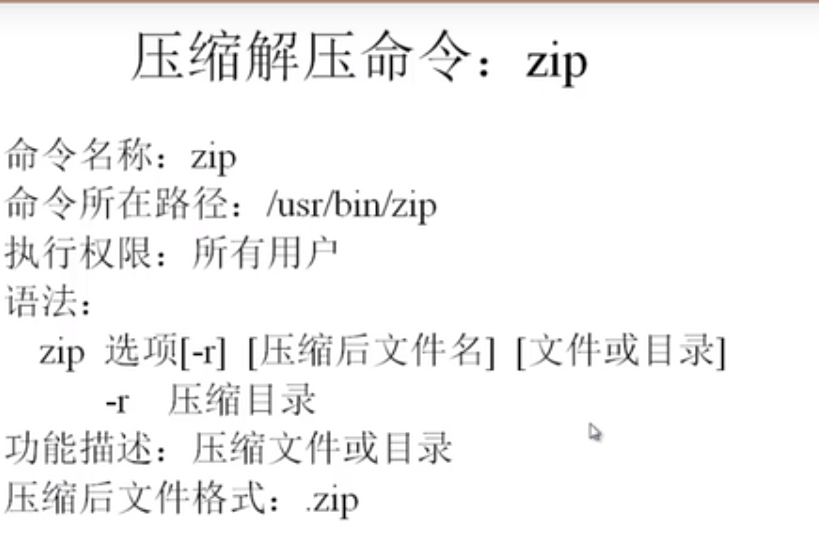 压缩解压命令：zip
命令名称：zip
命令所在路径：/usr/bin/zip
执行权限：所有用户
语法：
zip 选项[-r] [压缩后文件名] [文件或目录]
-r 压缩目录
功能描述：压缩文件或目录
压缩后文件格式：.zip